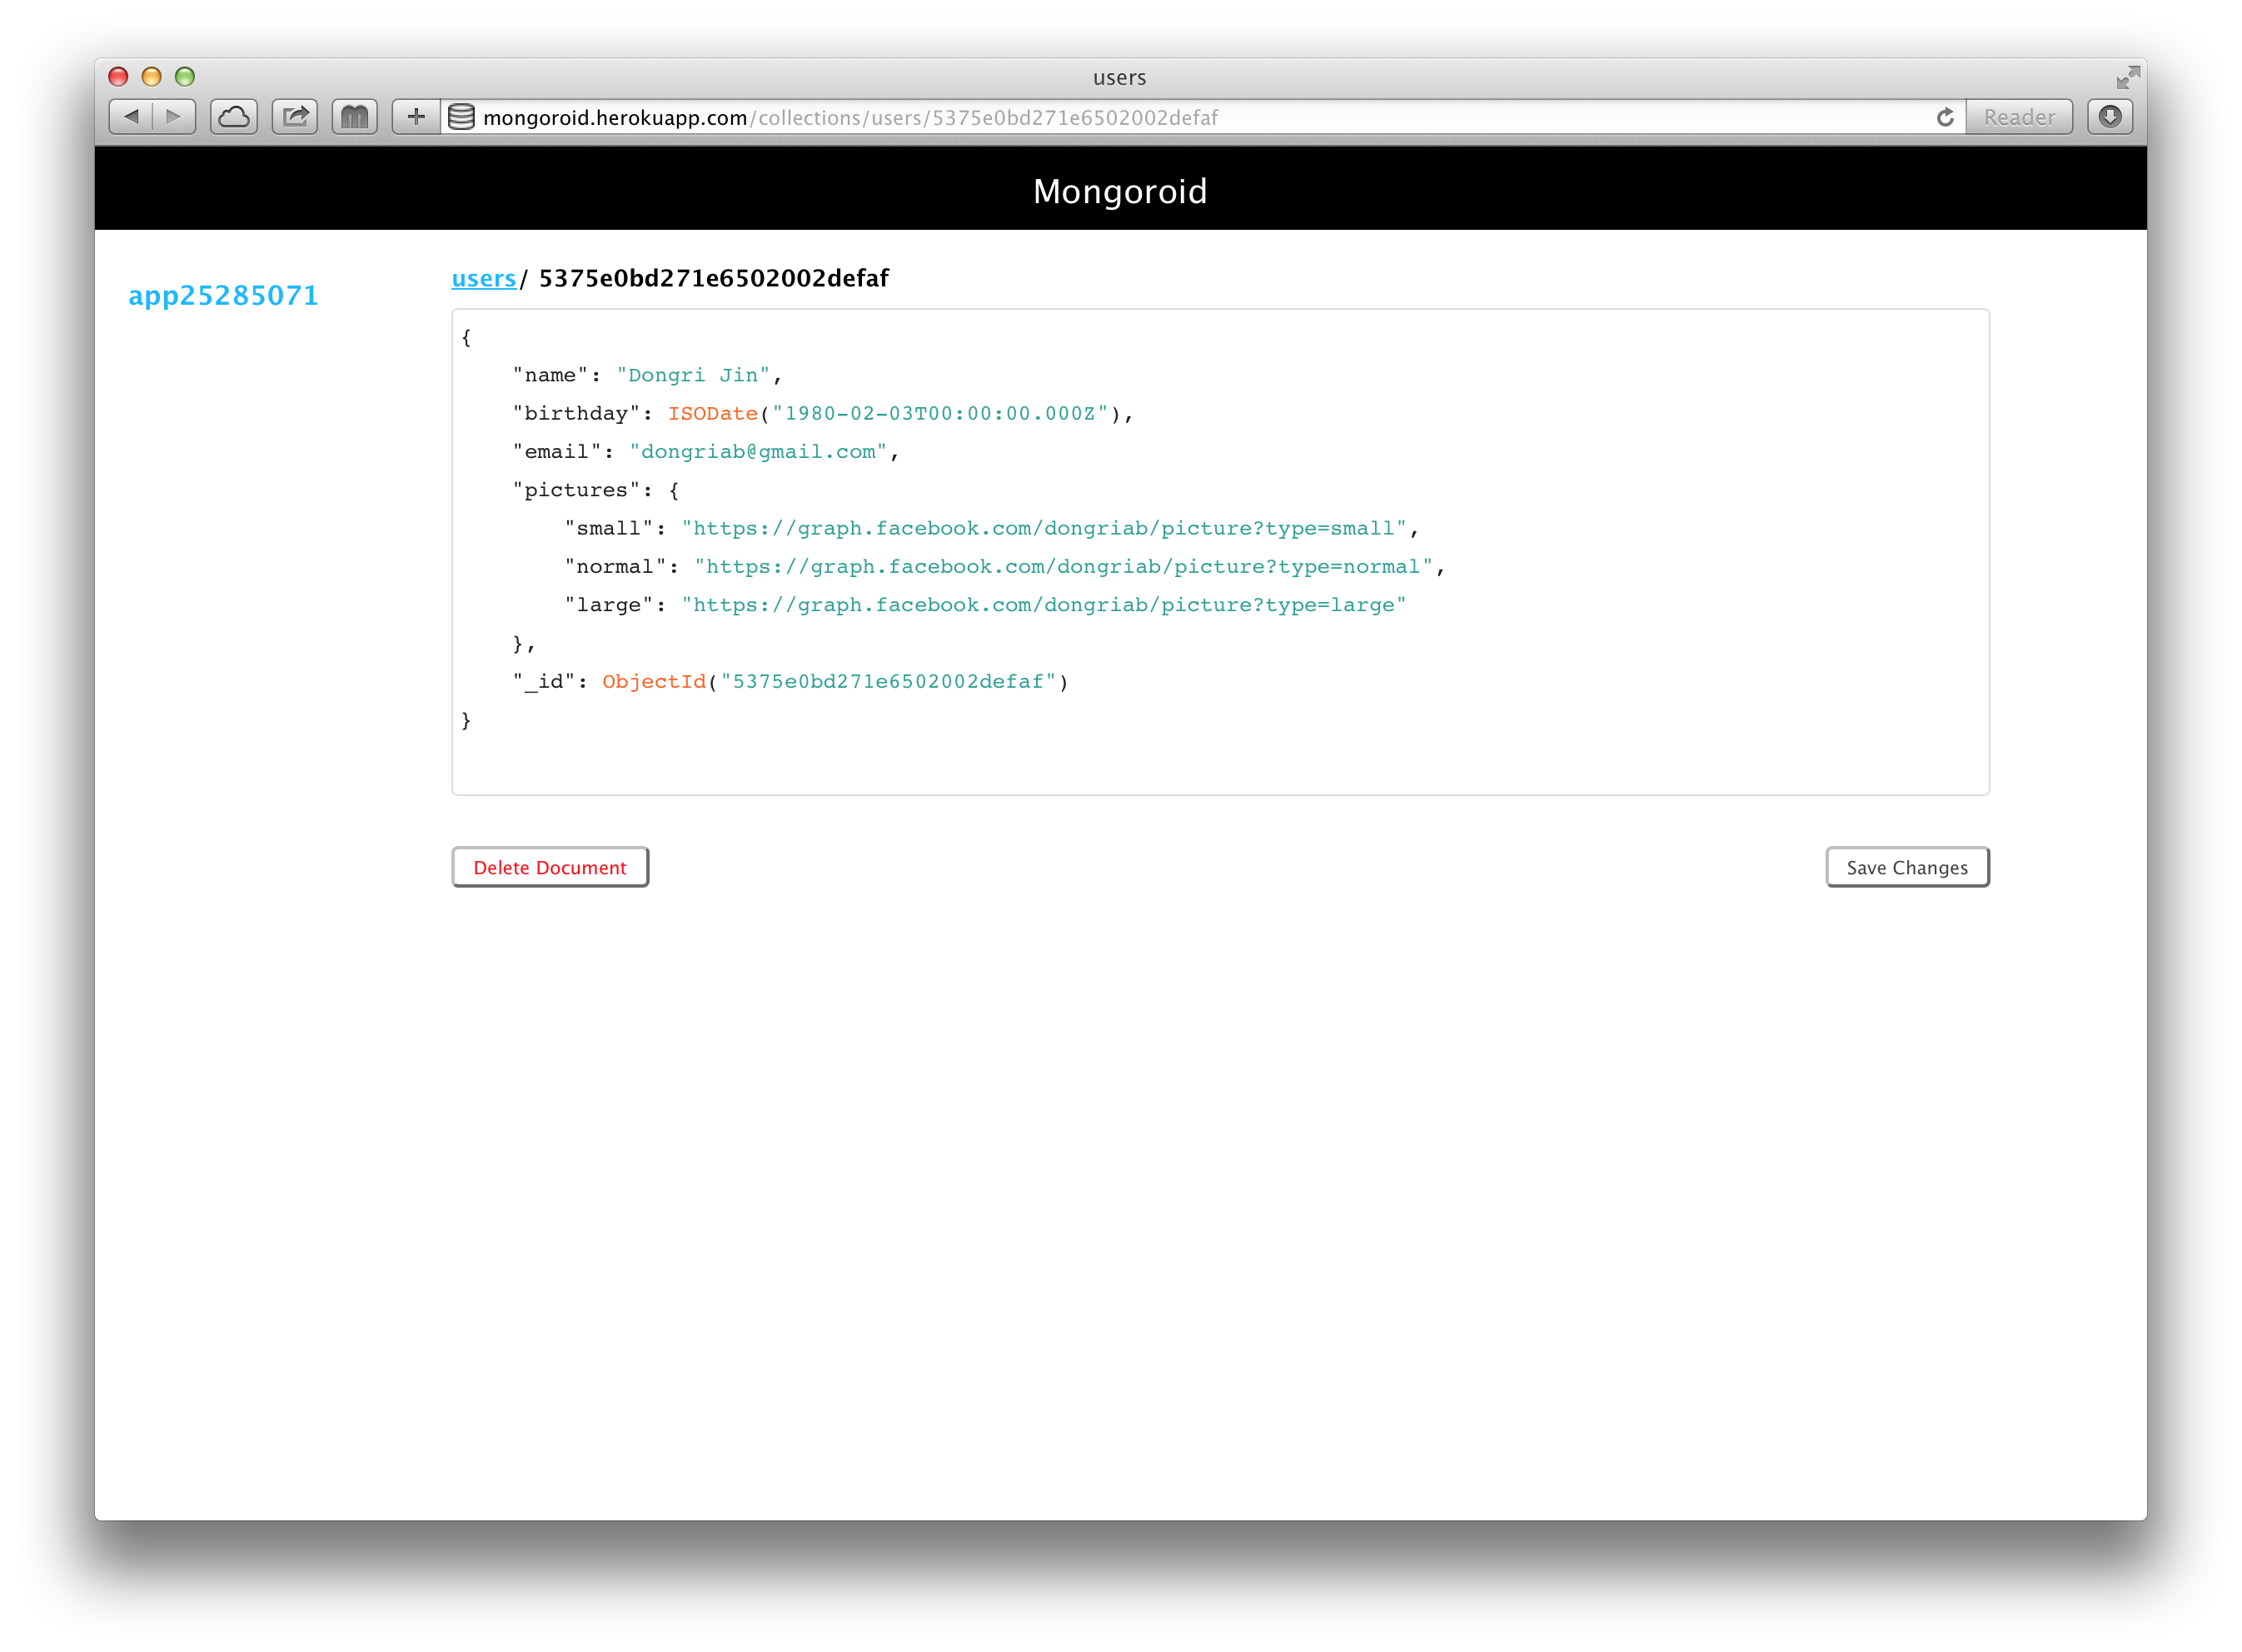 users
mongoroid.herokuapp.com/collections/users/5375e0bd271e6502002defaf
Reader
Mongoroid
app25285071
users/ 5375e0bd271e6502002defaf
{
"name": "Dongri Jin",
"birthday": ISODate("1980-02-03T00:00:00.000Z"),
"email": "dongriab@gmail.com",
"pictures": {
"small": "https://graph.facebook.com/dongriab/picture?type=small",
"normal": "https://graph.facebook.com/dongriab/picture?type=normal",
"large": "https://graph.facebook.com/dongriab/picture?type=large"
},
"_id": ObjectId("5375e0bd271e6502002defaf")
}
Delete Document
Save Changes